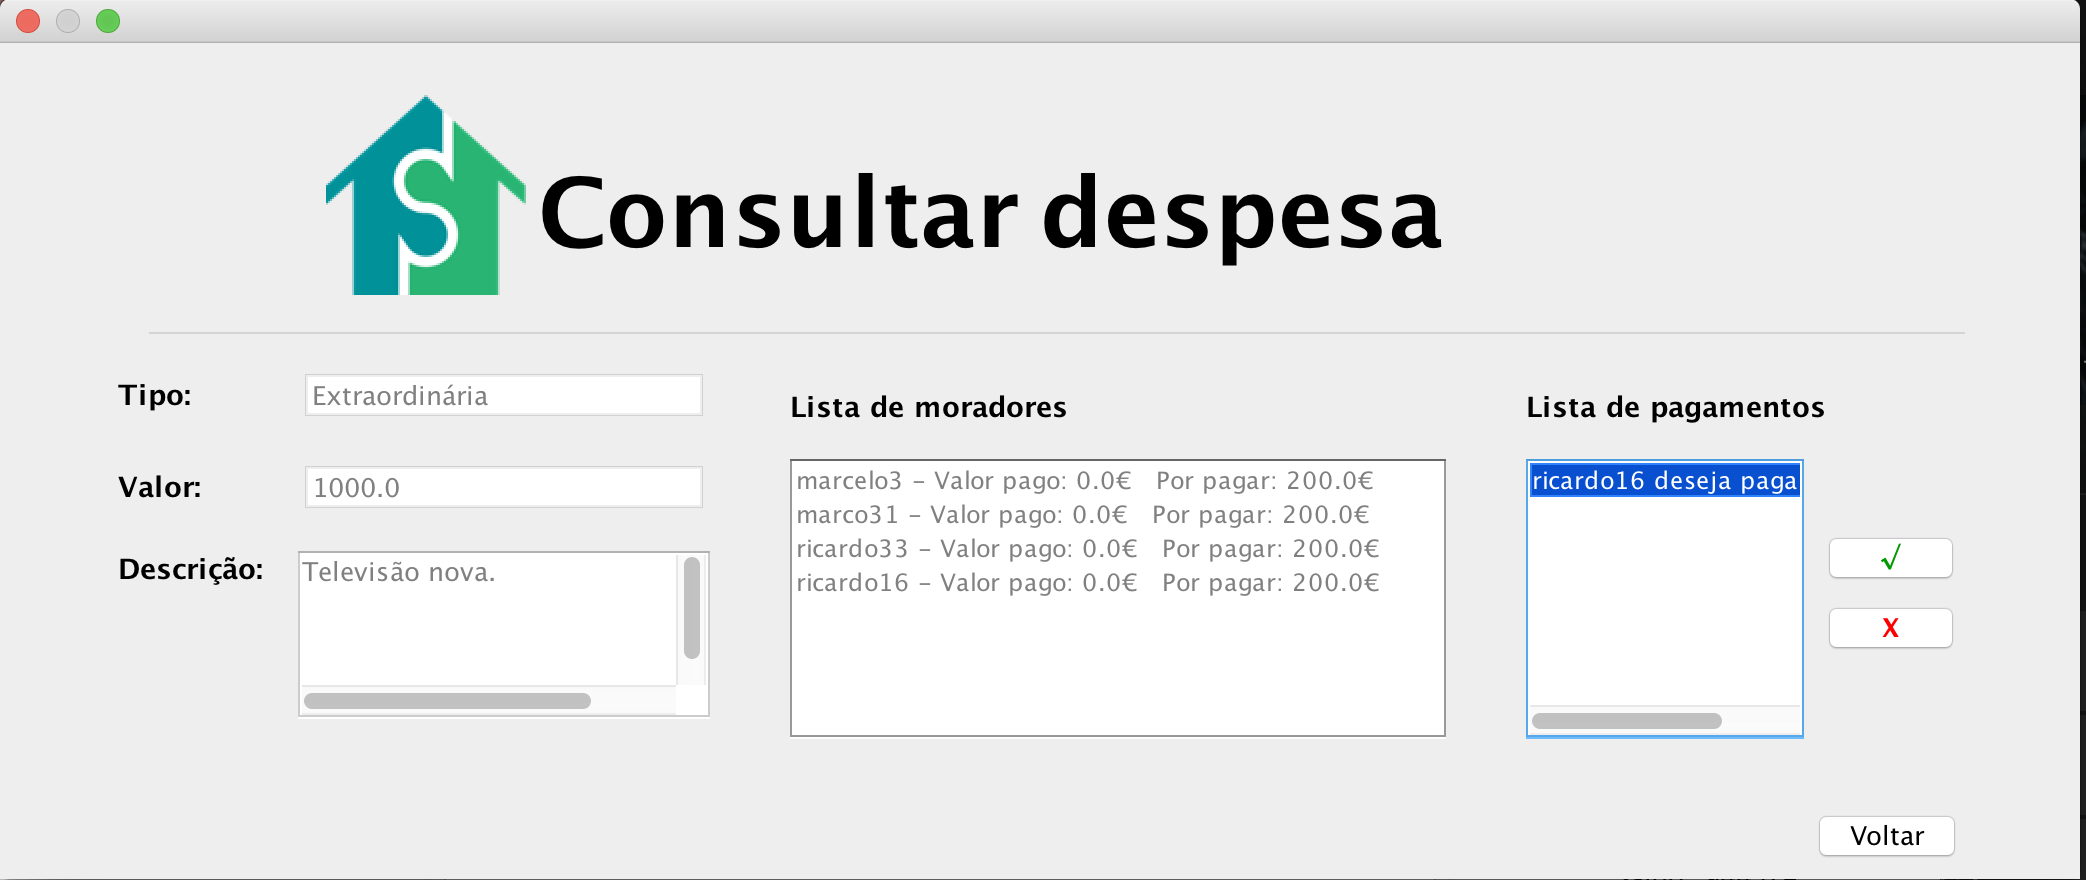 Consultar despesa
Tipo:
Extraordinária
Valor:
1000.0
Descrição:
Televisão nova.
Lista de moradores
marcelo3 – Valor pago: 0.0€ Por pagar: 200.0€
marco31 – Valor pago: 0.0€ Por pagar: 200.0€
ricardo33 – Valor pago: 0.0€ Por pagar: 200.0€
ricardo16 – Valor pago: 0.0€ Por pagar: 200.0€
Lista de pagamentos
ricardo16 deseja paga
√
X
Voltar